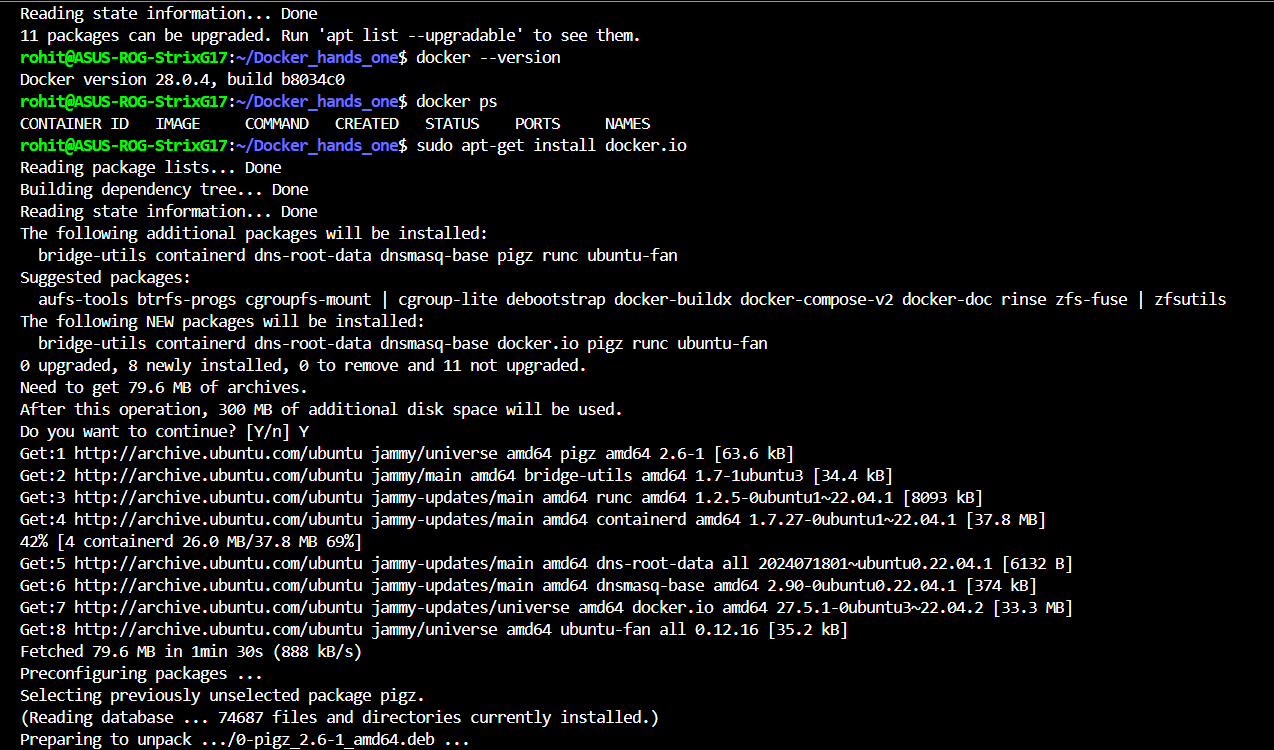 Reading state information... Done
11 packages can be upgraded. Run 'apt list --upgradable' to see them.
rohit@ASUS-ROG-StrixG17:~/Docker_hands_one$ docker --version
Docker version 28.0.4, build b8034c0
rohit@ASUS-ROG-StrixG17:~/Docker_hands_one$ docker ps
CONTAINER ID   IMAGE     COMMAND   CREATED   STATUS    PORTS     NAMES
rohit@ASUS-ROG-StrixG17:~/Docker_hands_one$ sudo apt-get install docker.io
Reading package lists... Done
Building dependency tree... Done
Reading state information... Done
The following additional packages will be installed:
  bridge-utils containerd dns-root-data dnsmasq-base pigz runc ubuntu-fan
Suggested packages:
  aufs-tools btrfs-progs cgroupfs-mount | cgroup-lite debootstrap docker-buildx docker-compose-v2 docker-doc rinse zfs-fuse | zfsutils
The following NEW packages will be installed:
  bridge-utils containerd dns-root-data dnsmasq-base docker.io pigz runc ubuntu-fan
0 upgraded, 8 newly installed, 0 to remove and 11 not upgraded.
Need to get 79.6 MB of archives.
After this operation, 300 MB of additional disk space will be used.
Do you want to continue? [Y/n] Y
Get:1 http://archive.ubuntu.com/ubuntu jammy/universe amd64 pigz amd64 2.6-1 [63.6 kB]
Get:2 http://archive.ubuntu.com/ubuntu jammy/main amd64 bridge-utils amd64 1.7-1ubuntu3 [34.4 kB]
Get:3 http://archive.ubuntu.com/ubuntu jammy-updates/main amd64 runc amd64 1.2.5-0ubuntu1~22.04.1 [8093 kB]
Get:4 http://archive.ubuntu.com/ubuntu jammy-updates/main amd64 containerd amd64 1.7.27-0ubuntu1~22.04.1 [37.8 MB]
42% [4 containerd 26.0 MB/37.8 MB 69%]
Get:5 http://archive.ubuntu.com/ubuntu jammy-updates/main amd64 dns-root-data all 2024071801~ubuntu0.22.04.1 [6132 B]
Get:6 http://archive.ubuntu.com/ubuntu jammy-updates/main amd64 dnsmasq-base amd64 2.90-0ubuntu0.22.04.1 [374 kB]
Get:7 http://archive.ubuntu.com/ubuntu jammy-updates/universe amd64 docker.io amd64 27.5.1-0ubuntu3~22.04.2 [33.3 MB]
Get:8 http://archive.ubuntu.com/ubuntu jammy/universe amd64 ubuntu-fan all 0.12.16 [35.2 kB]
Fetched 79.6 MB in 1min 30s (888 kB/s)
Preconfiguring packages ...
Selecting previously unselected package pigz.
(Reading database ... 74687 files and directories currently installed.)
Preparing to unpack .../0-pigz_2.6-1_amd64.deb ...